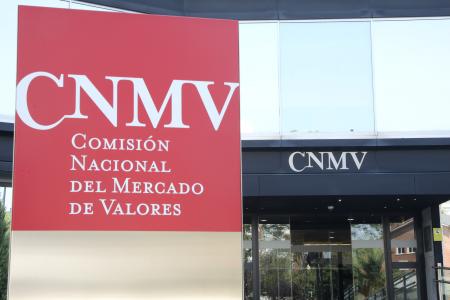 CNMV
COMISIÓN
NACIONAL
DEL MERCADO
DE VALORES
CNMV